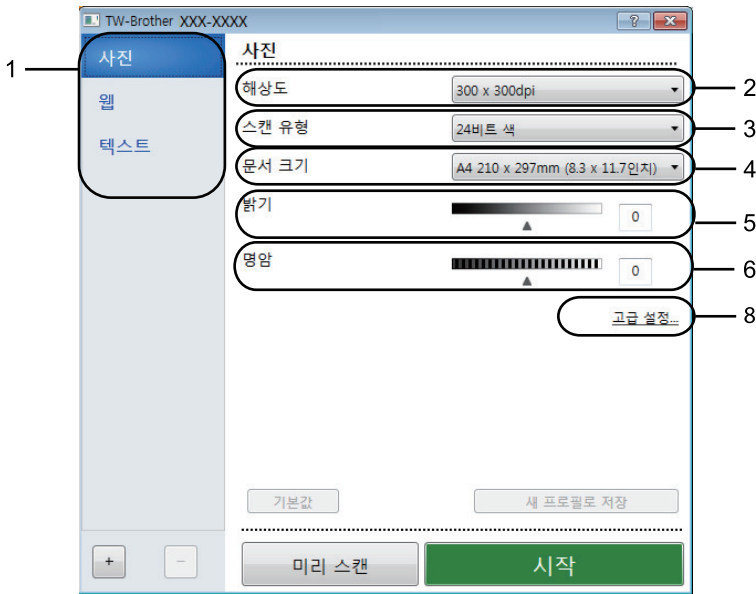 TW-Brother XXX-XXXX
1
사진
웹
텍스트
사진
해상도 300 x 300dpi 2
스캔 유형 24비트 색 3
문서 크기 A4 210 x 297mm (8.3 x 11.7인치) 4
밝기 0 5
명암 0 6
고급 설정... 8
기본값 새 프로필로 저장
+ − 미리 스캔 시작